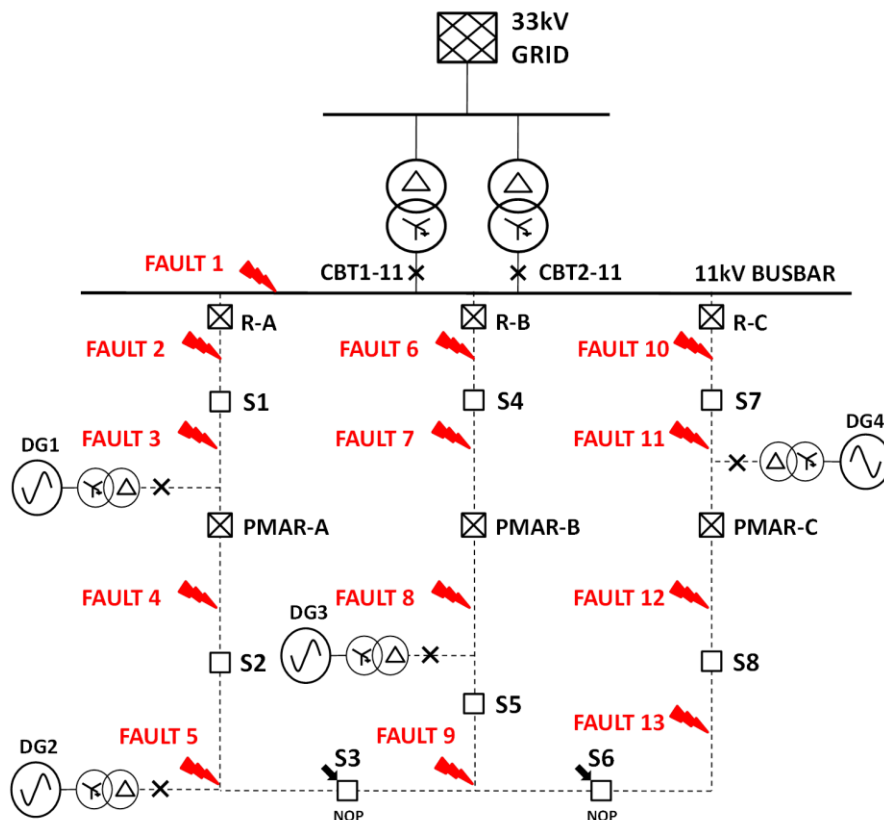 33kV
GRID
FAULT 1
CBT1-11
CBT2-11
11kV BUSBAR
R-A
R-B
R-C
FAULT 2
FAULT 6
FAULT 10
S1
S4
S7
FAULT 3
FAULT 7
FAULT 11
DG1
DG4
PMAR-A
PMAR-B
PMAR-C
FAULT 4
FAULT 8
FAULT 12
DG3
S2
S8
S5
FAULT 5
FAULT 9
FAULT 13
DG2
S3
S6
NOP
NOP